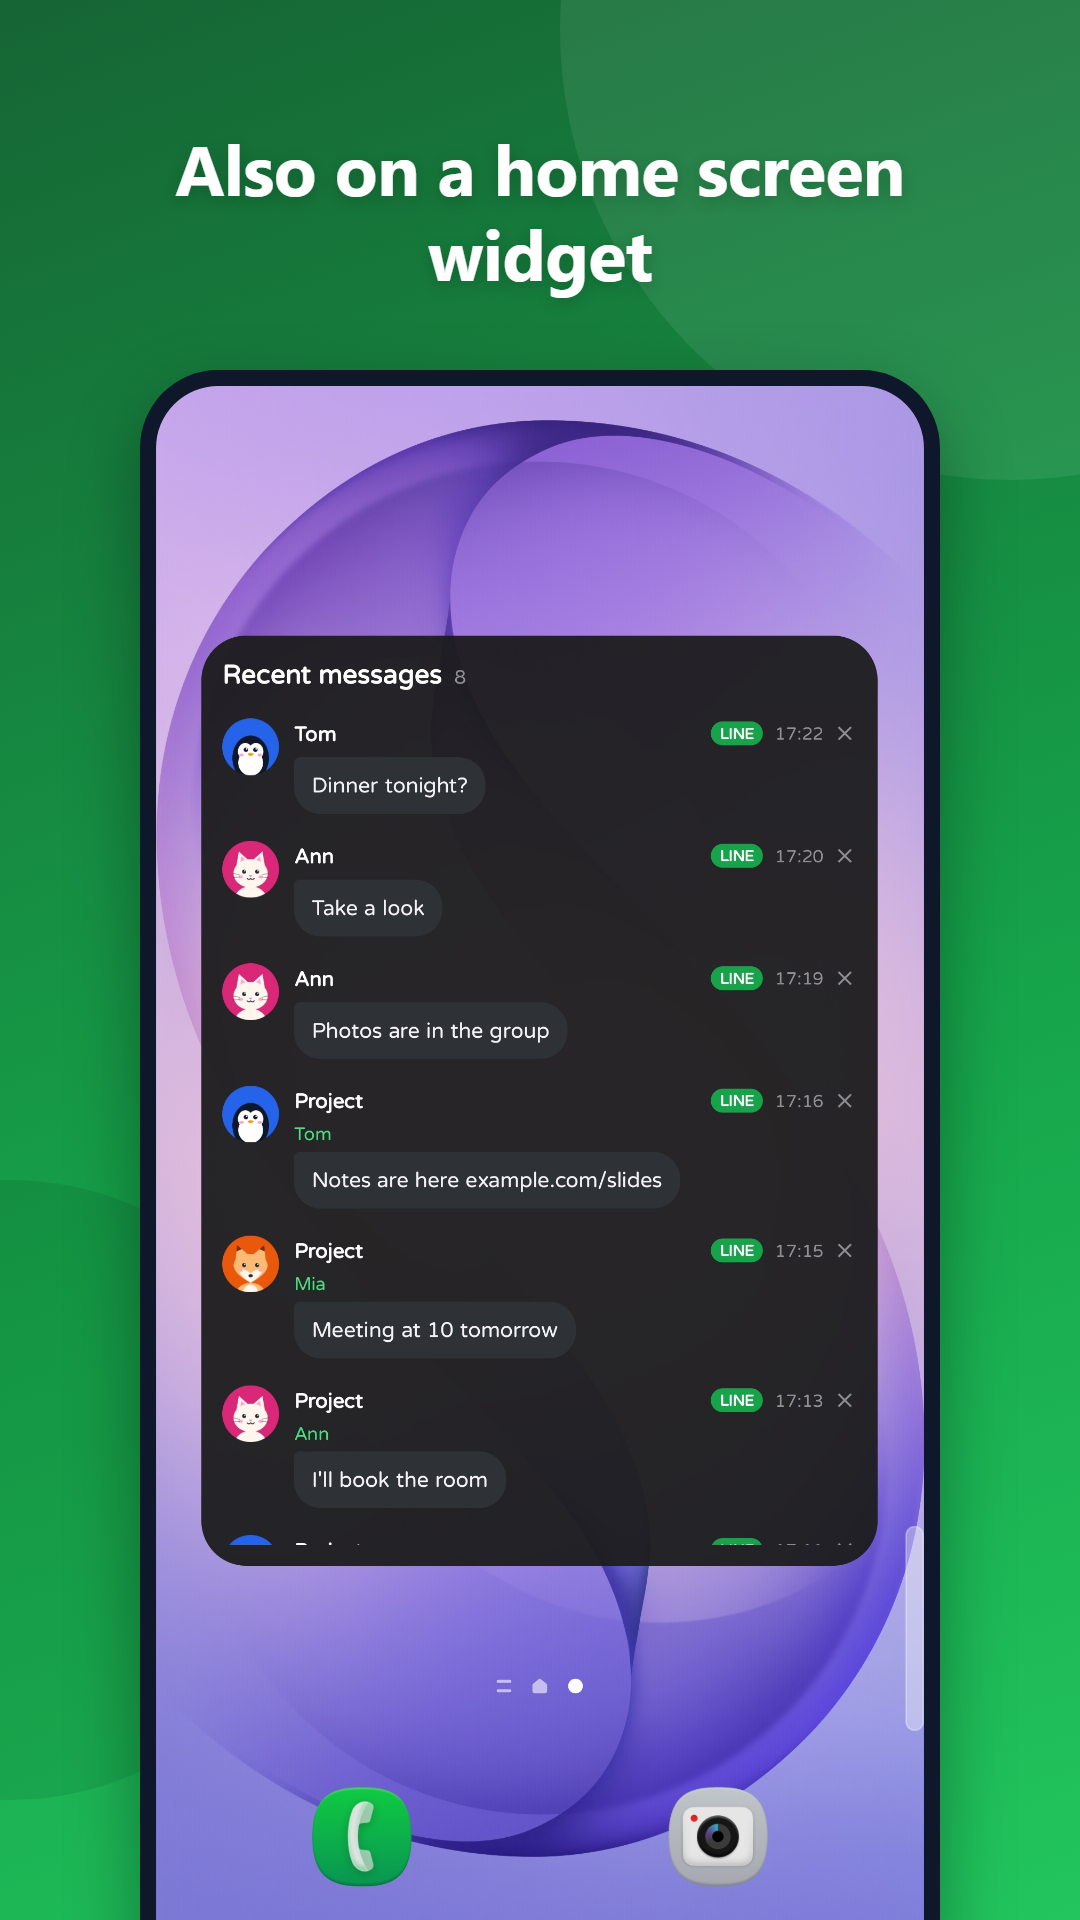 Also on a home screen
widget
Recent messages 8
Tom LINE 17:22
Dinner tonight?
Ann LINE 17:20
Take a look
Ann LINE 17:19
Photos are in the group
Project LINE 17:16
Tom
Notes are here example.com/slides
Project LINE 17:15
Mia
Meeting at 10 tomorrow
Project LINE 17:13
Ann
I'll book the room